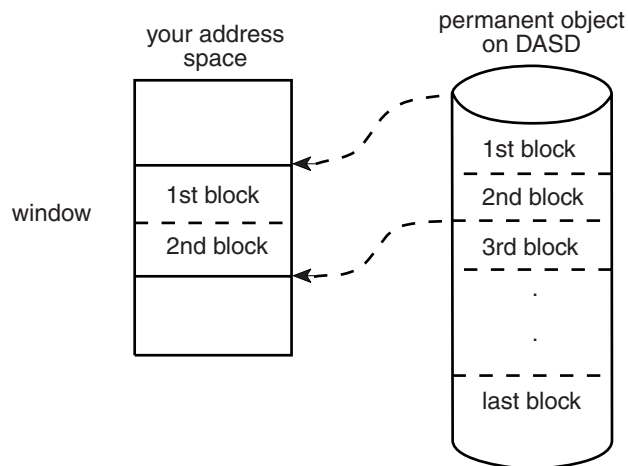 your address
space
permanent object
on DASD
window
1st block
2nd block
1st block
2nd block
3rd block
.
.
last block